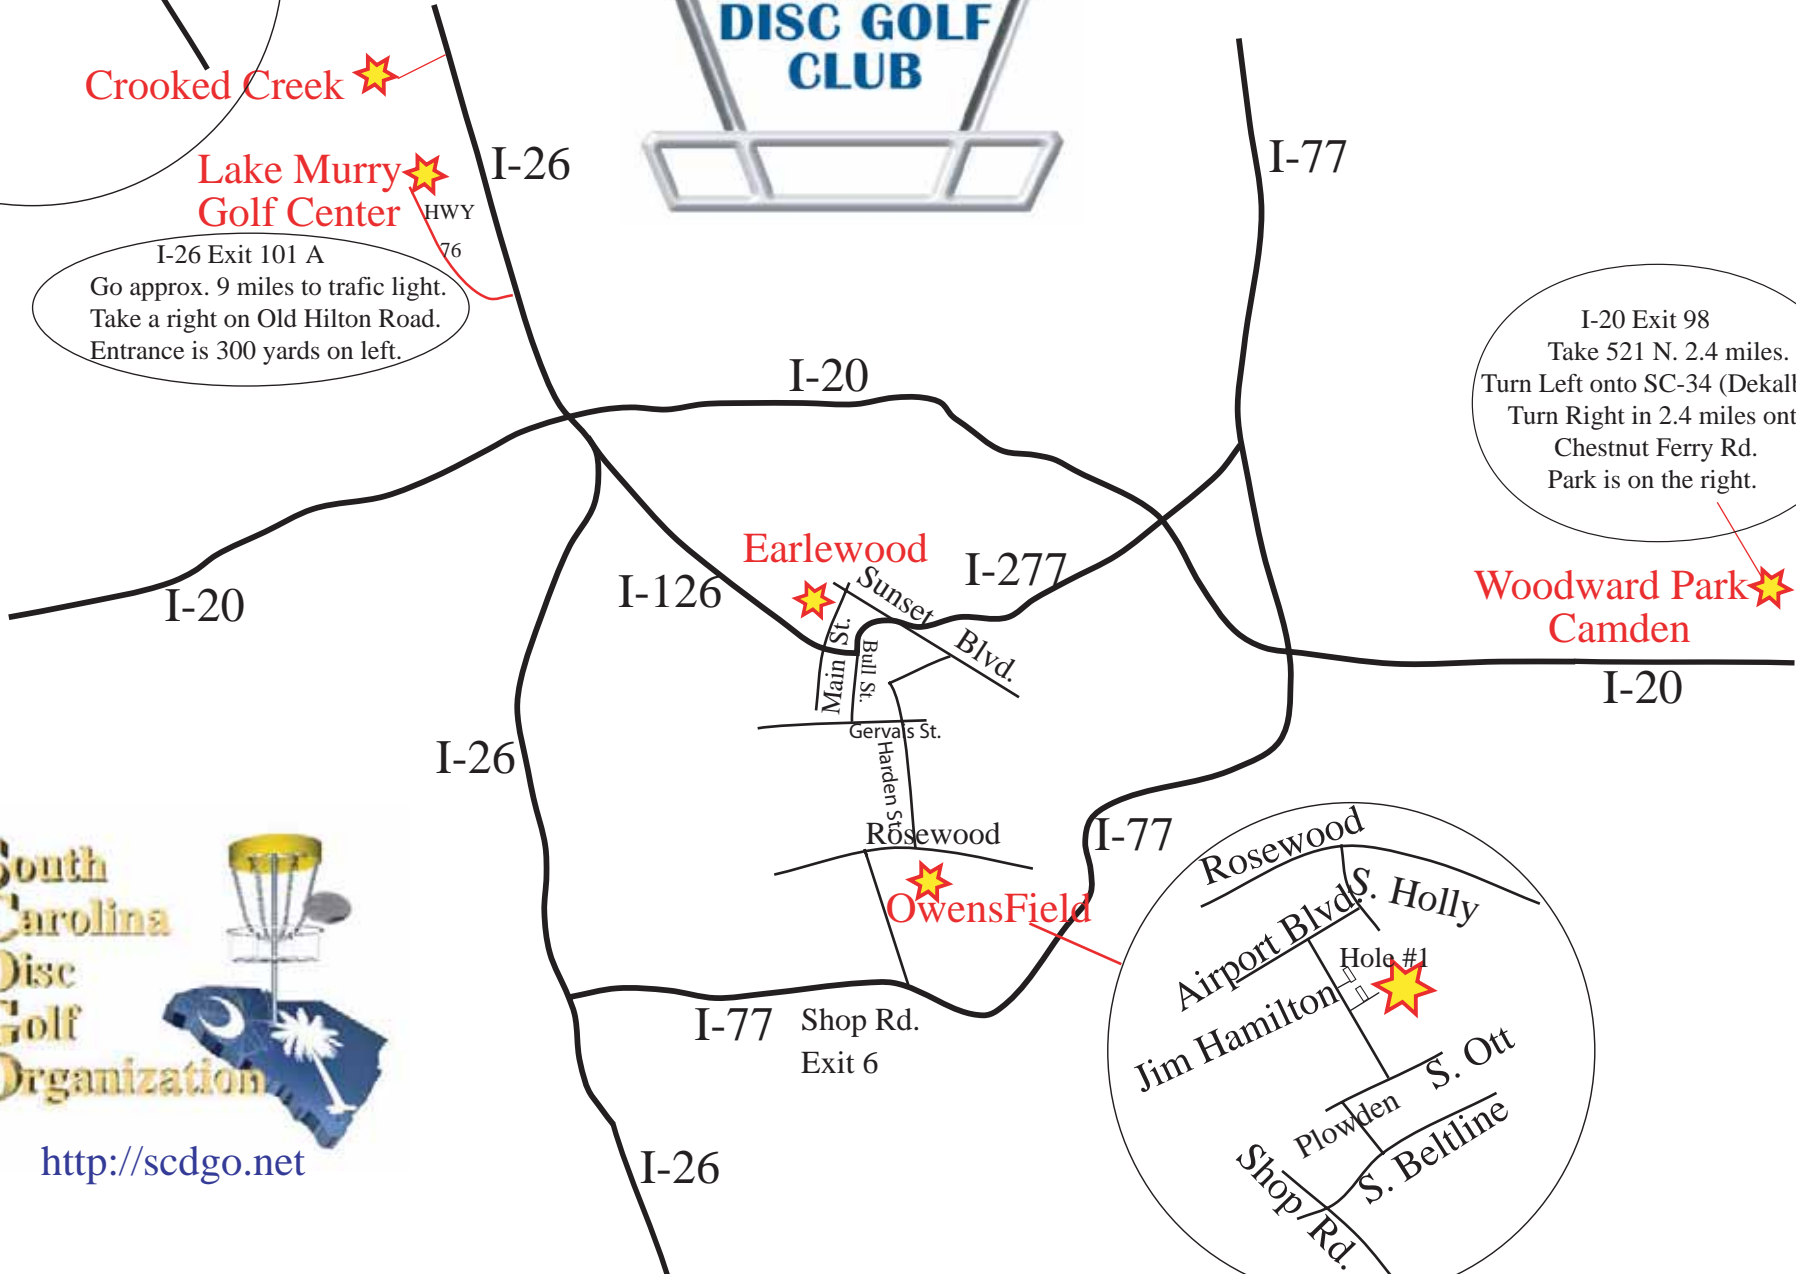 DISC GOLF
CLUB
Crooked Creek
I-26
I-77
Lake Murry
Golf Center
HWY
76
I-26 Exit 101 A
Go approx. 9 miles to trafic light.
Take a right on Old Hilton Road.
Entrance is 300 yards on left.
I-20
I-20 Exit 98
Take 521 N. 2.4 miles.
Turn Left onto SC-34 (Dekalb
Turn Right in 2.4 miles ont
Chestnut Ferry Rd.
Park is on the right.
Woodward Park
Camden
I-20
I-20
I-126
Earlewood
I-277
Sunset Blvd.
Main St.
Bull St.
Gervais St.
Harden St.
Rosewood
OwensField
I-26
I-77
I-77
Shop Rd.
Exit 6
I-26
Rosewood
S. Holly
Airport Blvd.
Hole #1
Jim Hamilton
S. Ott
Plowden
S. Beltline
Shop Rd.
South
Carolina
Disc
Golf
Organization
http://scdgo.net